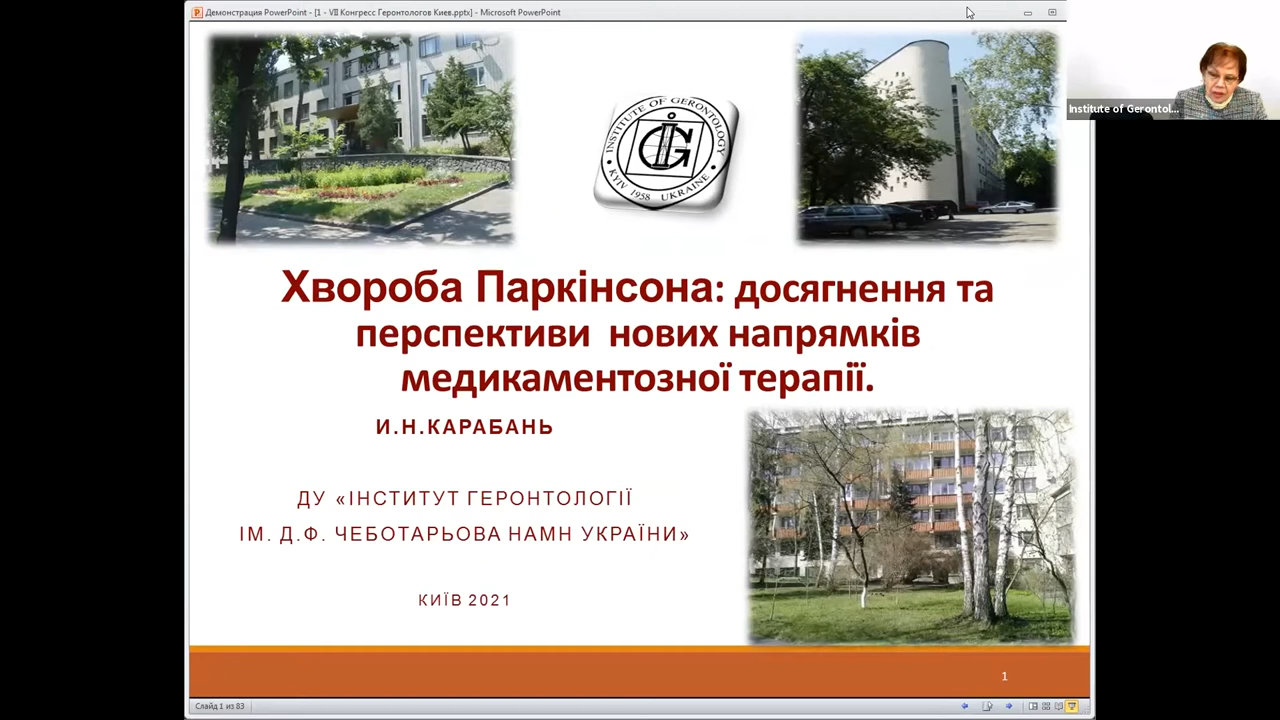 Демонстрация PowerPoint - [1 - VII Конгресс Геронтологов Киев.pptx] - Microsoft PowerPoint
Institute of Gerontol...
INSTITUTE OF GERONTOLOGY
IG
KYIV 1958 UKRAINE
Хвороба Паркінсона: досягнення та
перспективи нових напрямків
медикаментозної терапії.
И.Н.КАРАБАНЬ
ДУ «ІНСТИТУТ ГЕРОНТОЛОГІЇ
ІМ. Д.Ф. ЧЕБОТАРЬОВА НАМН УКРАЇНИ»
КИЇВ 2021
1
Слайд 1 из 83